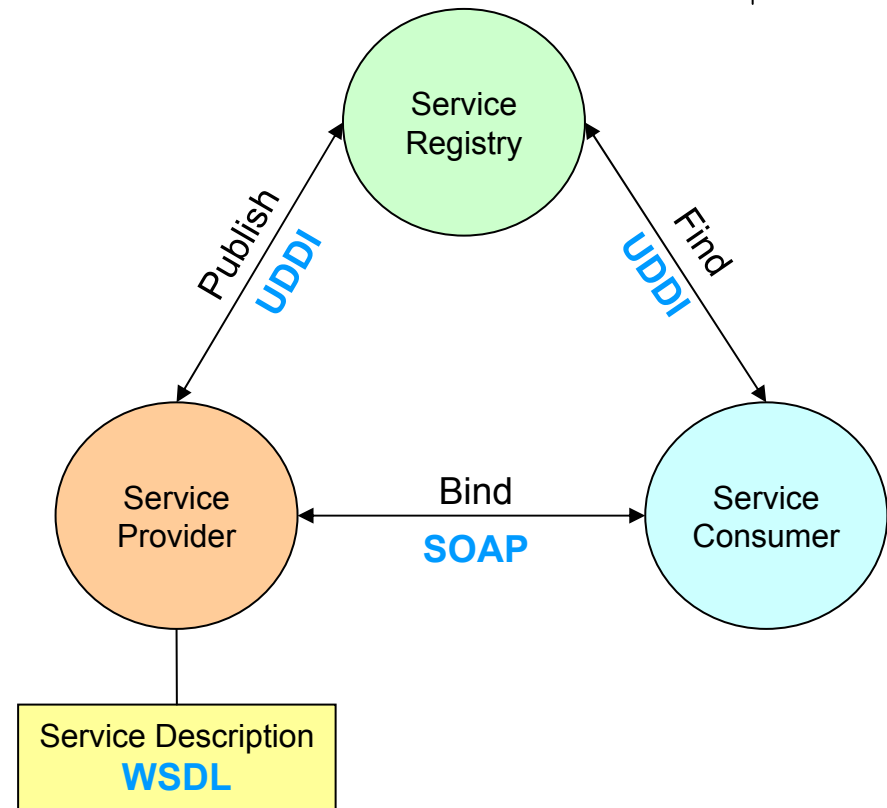 Service
Registry
Publish
UDDI
Find
UDDI
Service
Provider
Bind
SOAP
Service
Consumer
Service Description
WSDL